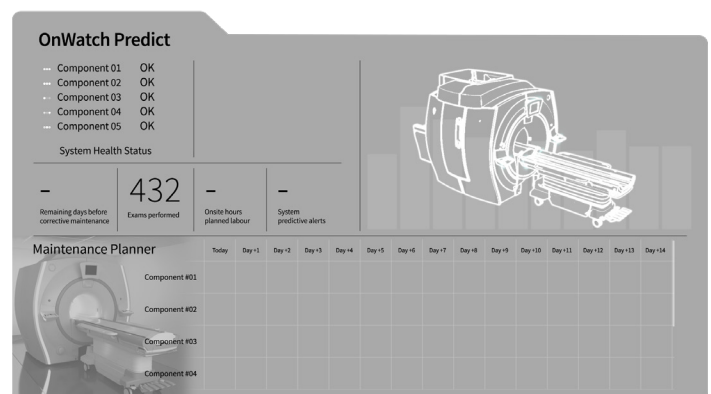 OnWatch Predict
Component 01 OK
Component 02 OK
Component 03 OK
Component 04 OK
Component 05 OK
System Health Status
–
432
–
–
Remaining days before
corrective maintenance
Exams performed
Onsite hours
planned labour
System
predictive alerts
Maintenance Planner
Today Day +1 Day +2 Day +3 Day +4 Day +5 Day +6 Day +7 Day +8 Day +9 Day +10 Day +11 Day +12 Day +13 Day +14
Component #01
Component #02
Component #03
Component #04